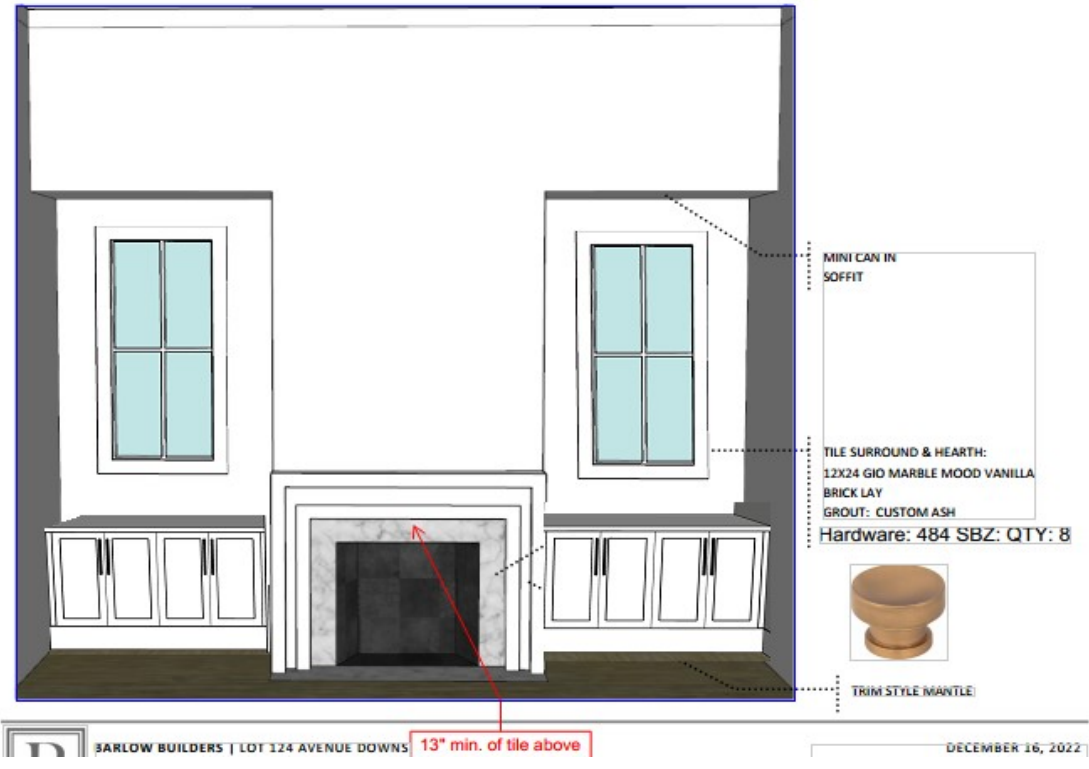 MINI CAN IN
SOFFIT
TILE SURROUND & HEARTH:
12X24 GIO MARBLE MOOD VANILLA
BRICK LAY
GROUT: CUSTOM ASH
Hardware: 484 SBZ: QTY: 8
TRIM STYLE MANTLE
BARLOW BUILDERS | LOT 124 AVENUE DOWNS
13" min. of tile above
DECEMBER 16, 2022